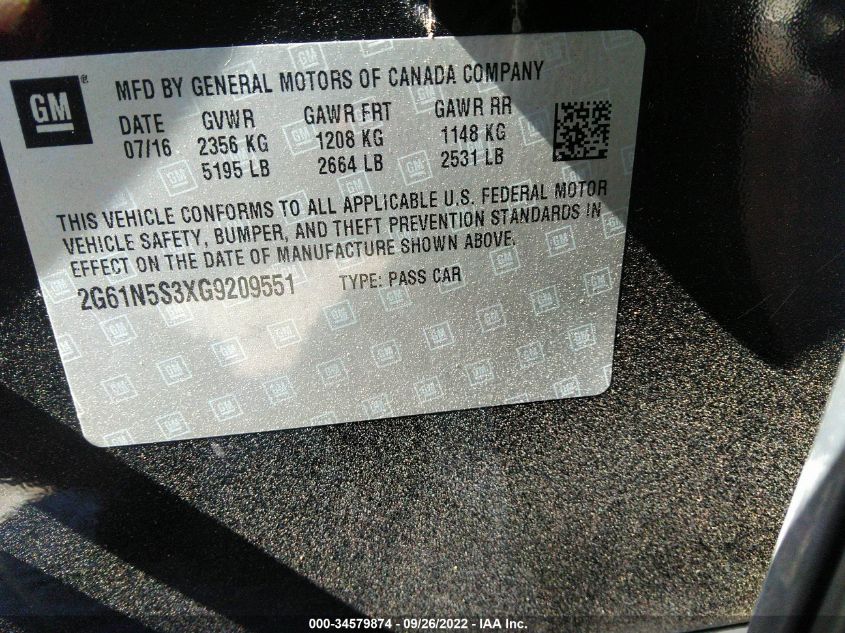 GM ®
MFD BY GENERAL MOTORS OF CANADA COMPANY
DATE GVWR GAWR FRT GAWR RR
07/16 2356 KG 1208 KG 1148 KG
5195 LB 2664 LB 2531 LB
THIS VEHICLE CONFORMS TO ALL APPLICABLE U.S. FEDERAL MOTOR
VEHICLE SAFETY, BUMPER, AND THEFT PREVENTION STANDARDS IN
EFFECT ON THE DATE OF MANUFACTURE SHOWN ABOVE.
2G61N5S3XG9209551 TYPE: PASS CAR
000-34579874 - 09/26/2022 - IAA Inc.